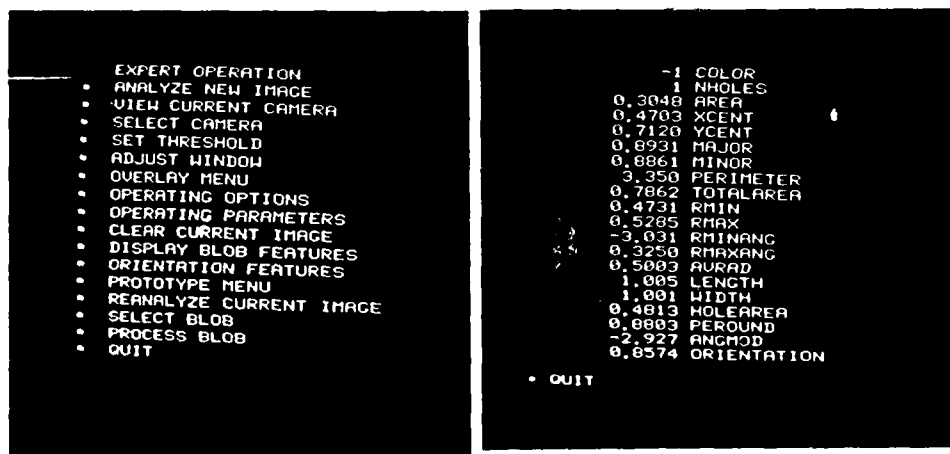 EXPERT OPERATION
• ANALYZE NEW IMAGE
• VIEW CURRENT CAMERA
• SELECT CAMERA
• SET THRESHOLD
• ADJUST WINDOW
• OVERLAY MENU
• OPERATING OPTIONS
• OPERATING PARAMETERS
• CLEAR CURRENT IMAGE
• DISPLAY BLOB FEATURES
• ORIENTATION FEATURES
• PROTOTYPE MENU
• REANALYZE CURRENT IMAGE
• SELECT BLOB
• PROCESS BLOB
• QUIT
-1 COLOR
1 NHOLES
0.3048 AREA
0.4703 XCENT
0.7120 YCENT
0.8931 MAJOR
0.8861 MINOR
3.350 PERIMETER
0.7862 TOTALAREA
0.4731 RMIN
0.5285 RMAX
-3.031 RMINANG
0.3250 RMAXANG
0.5003 AVRAD
1.005 LENGTH
1.001 WIDTH
0.4813 HOLEAREA
0.8803 PEROUND
-2.927 ANGMOD
0.8574 ORIENTATION
• QUIT